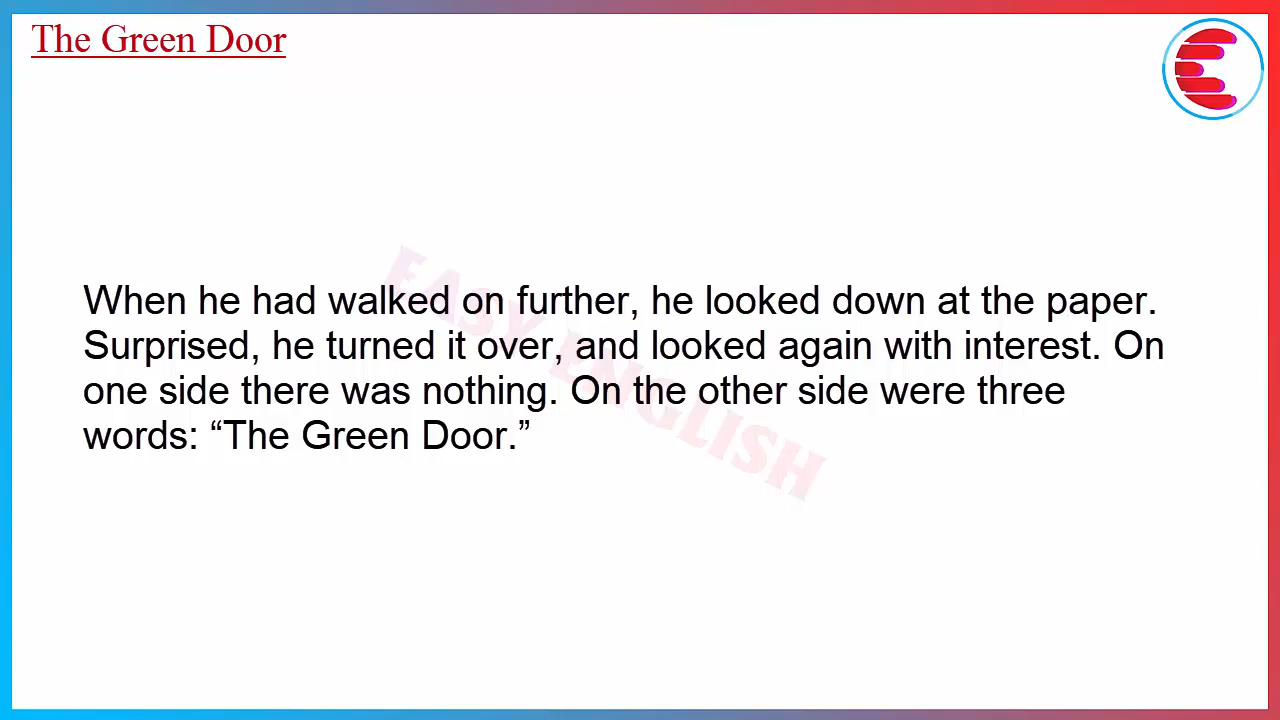 The Green Door
When he had walked on further, he looked down at the paper.
Surprised, he turned it over, and looked again with interest. On
one side there was nothing. On the other side were three
words: “The Green Door.”
EASY ENGLISH